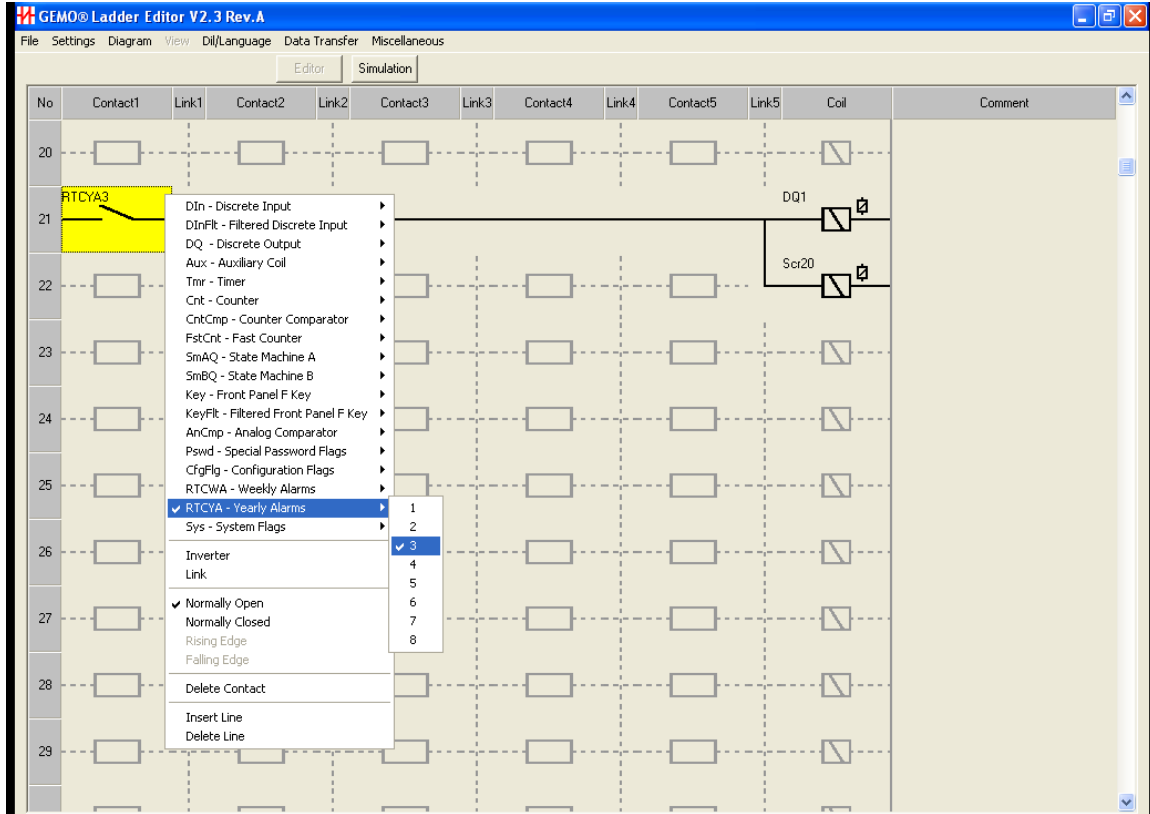 GEMO® Ladder Editor V2.3 Rev.A
File Settings Diagram View Dil/Language Data Transfer Miscellaneous
Editor Simulation
No Contact1 Link1 Contact2 Link2 Contact3 Link3 Contact4 Link4 Contact5 Link5 Coil Comment
20
RTCYA3 DQ1
21
Scr20
22
23
24
25
26
27
28
29
DIn - Discrete Input
DInFlt - Filtered Discrete Input
DQ - Discrete Output
Aux - Auxiliary Coil
Tmr - Timer
Cnt - Counter
CntCmp - Counter Comparator
FstCnt - Fast Counter
SmAQ - State Machine A
SmBQ - State Machine B
Key - Front Panel F Key
KeyFlt - Filtered Front Panel F Key
AnCmp - Analog Comparator
Pswd - Special Password Flags
CfgFlg - Configuration Flags
RTCWA - Weekly Alarms
RTCYA - Yearly Alarms
Sys - System Flags
Inverter
Link
Normally Open
Normally Closed
Rising Edge
Falling Edge
Delete Contact
Insert Line
Delete Line
1
2
3
4
5
6
7
8